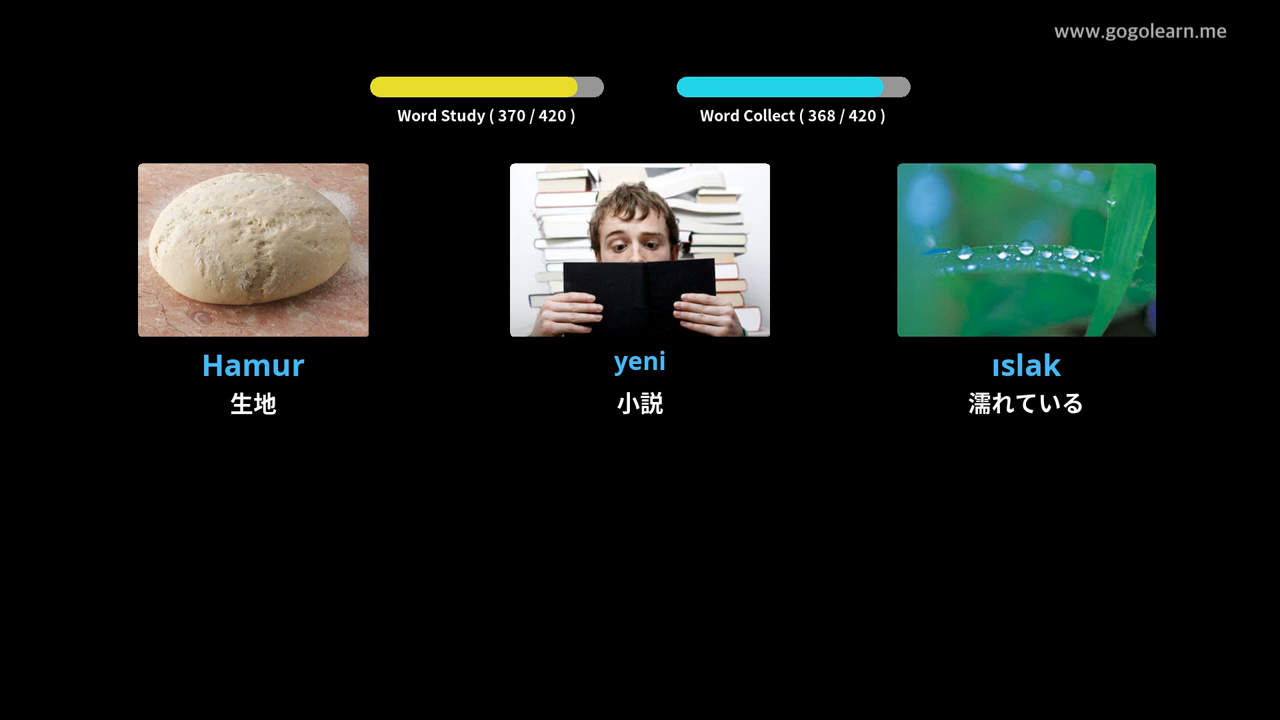 www.gogolearn.me
Word Study ( 370 / 420 )
Word Collect ( 368 / 420 )
Hamur
yeni
ıslak
生地
小説
濡れている